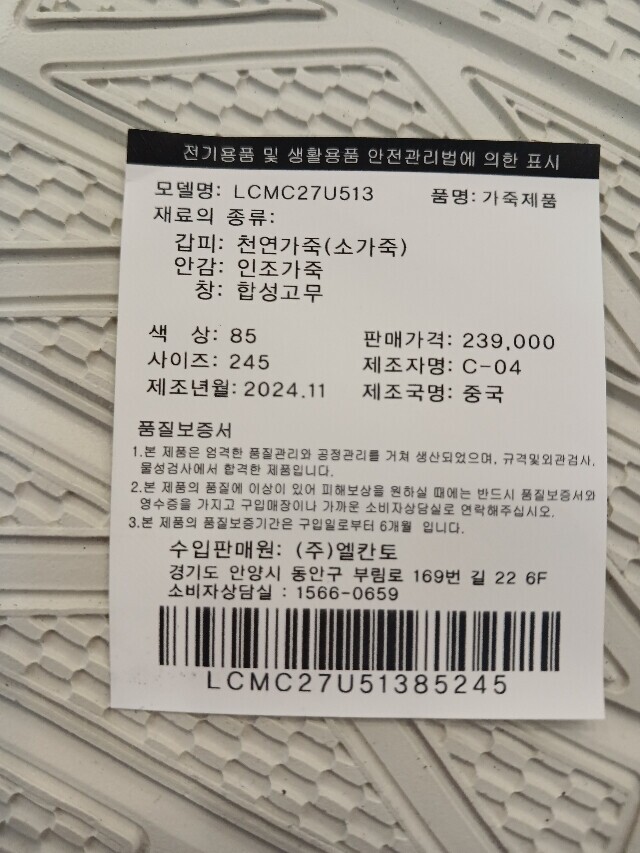 전기용품 및 생활용품 안전관리법에 의한 표시
모델명: LCMC27U513 품명: 가죽제품
재료의 종류:
갑피: 천연가죽(소가죽)
안감: 인조가죽
창: 합성고무
색 상: 85 판매가격: 239,000
사이즈: 245 제조자명: C-04
제조년월: 2024.11 제조국명: 중국
품질보증서
1.본 제품은 엄격한 품질관리와 공정관리를 거쳐 생산되었으며, 규격및외관검사,
물성검사에서 합격한 제품입니다.
2.본 제품의 품질에 이상이 있어 피해보상을 원하실 때에는 반드시 품질보증서와
영수증을 가지고 구입매장이나 가까운 소비자상담실로 연락해주십시오.
3.본 제품의 품질보증기간은 구입일로부터 6개월 입니다.
수입판매원: (주)엘칸토
경기도 안양시 동안구 부림로 169번 길 22 6F
소비자상담실 : 1566-0659
LCMC27U51385245